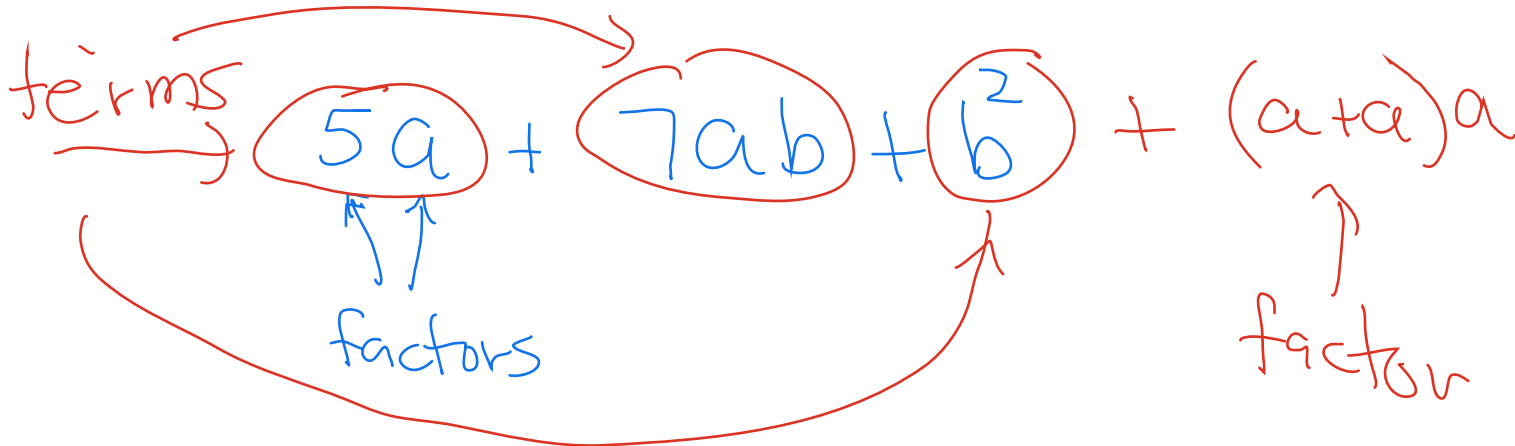 terms
5a + 7ab + b² + (a+a)a
factors
factor